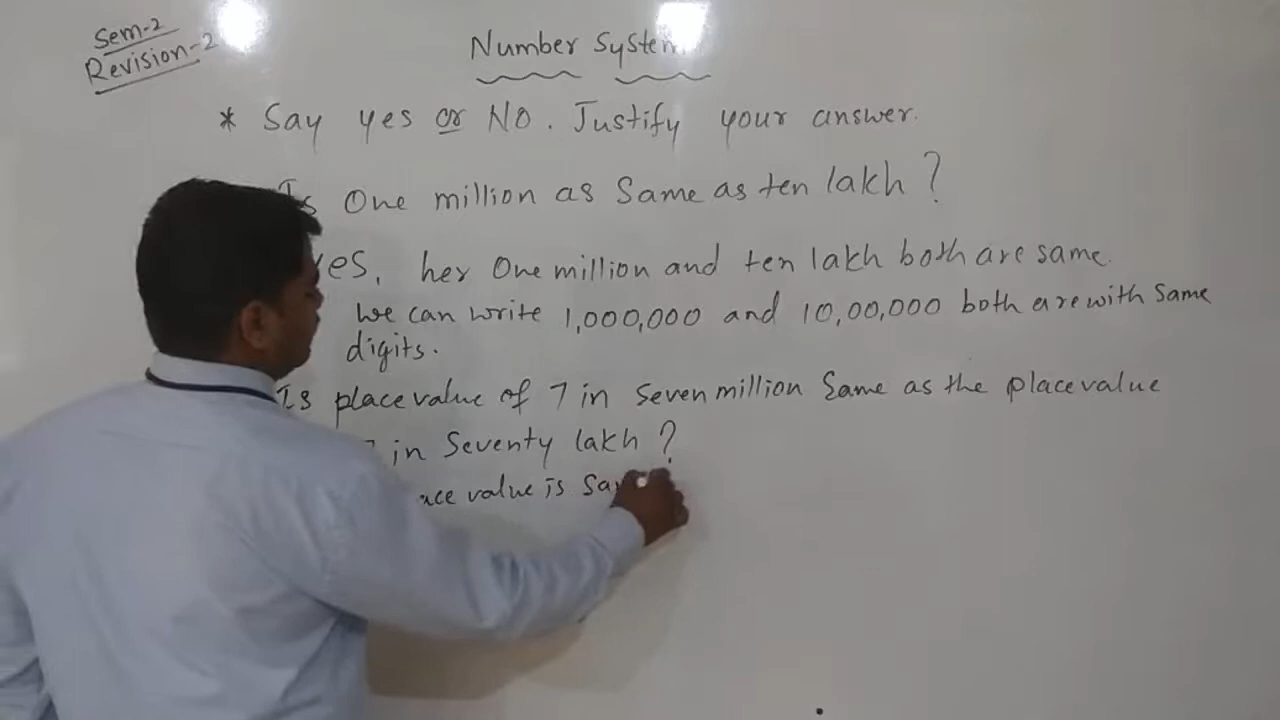 Sem-2
Revision-2
Number System
* Say yes or No. Justify your answer.
Is One million as Same as ten lakh?
yes, her One million and ten lakh both are same.
We can write 1,000,000 and 10,00,000 both are with Same
digits.
Is place value of 7 in Seven million Same as the place value
in Seventy lakh?
value is